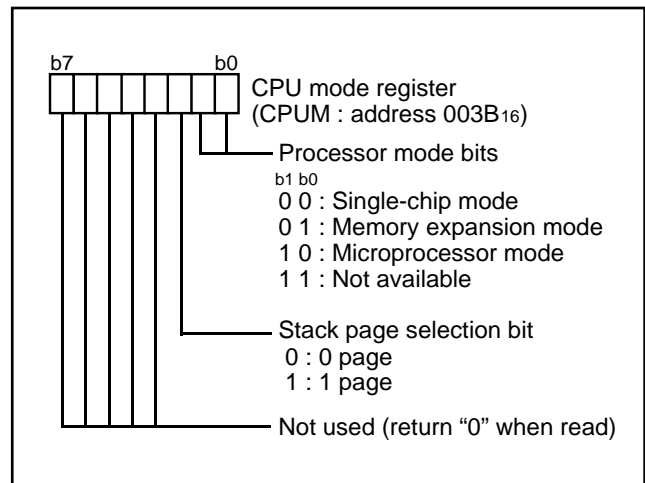 b7 b0
CPU mode register
(CPUM : address 003B16)
Processor mode bits
b1 b0
0 0 : Single-chip mode
0 1 : Memory expansion mode
1 0 : Microprocessor mode
1 1 : Not available
Stack page selection bit
0 : 0 page
1 : 1 page
Not used (return “0” when read)